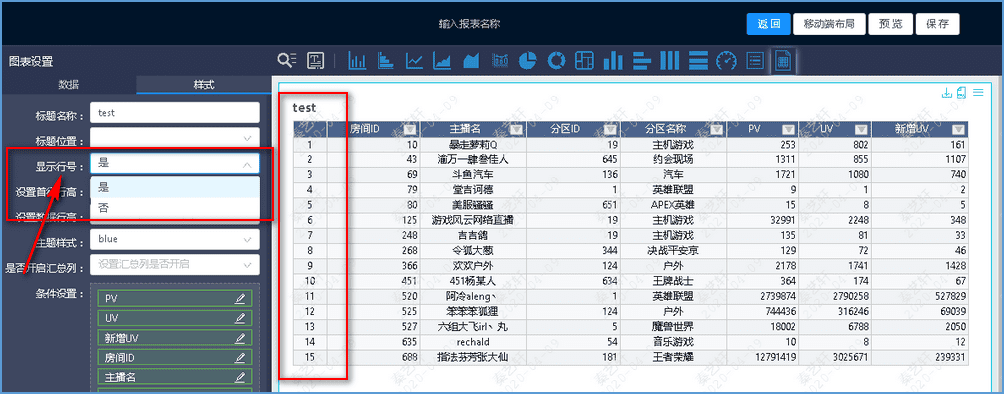 输入报表名称
返回 移动端布局 预览 保存
图表设置
数据 样式
标题名称： test
标题位置：
显示行号： 是
是
否
设置首行行高：
设置数据行高：
主题样式： blue
是否开启汇总列： 设置汇总列是否开启
条件设置：
PV
UV
新增UV
房间ID
主播名
test
房间ID 主播名 分区ID 分区名称 PV UV 新增UV
1 10 暴走萝莉Q 19 主机游戏 253 802 161
2 43 渝万一肆叁佳人 645 约会现场 1311 855 1107
3 69 斗鱼汽车 136 汽车 1721 1080 740
4 79 堂吉诃德 1 英雄联盟 9 1 2
5 80 美服骚骚 651 APEX英雄 15 8 5
6 125 游戏风云网络直播 19 主机游戏 32991 2248 348
7 248 吉吉鸽 19 主机游戏 135 81 33
8 268 令狐大葱 344 决战平安京 129 72 46
9 366 欢欢户外 124 户外 2178 1741 1428
10 451 451杨某人 634 王牌战士 364 174 67
11 520 阿冷aleng丶 1 英雄联盟 2739874 2790258 527829
12 525 笨笨笨狐狸 124 户外 744436 316246 69039
13 527 六组大飞irl丶丸 5 魔兽世界 18002 6788 2050
14 635 rechald 54 音乐游戏 10 8 12
15 688 指法芬芳张大仙 181 王者荣耀 12791419 3025671 239331